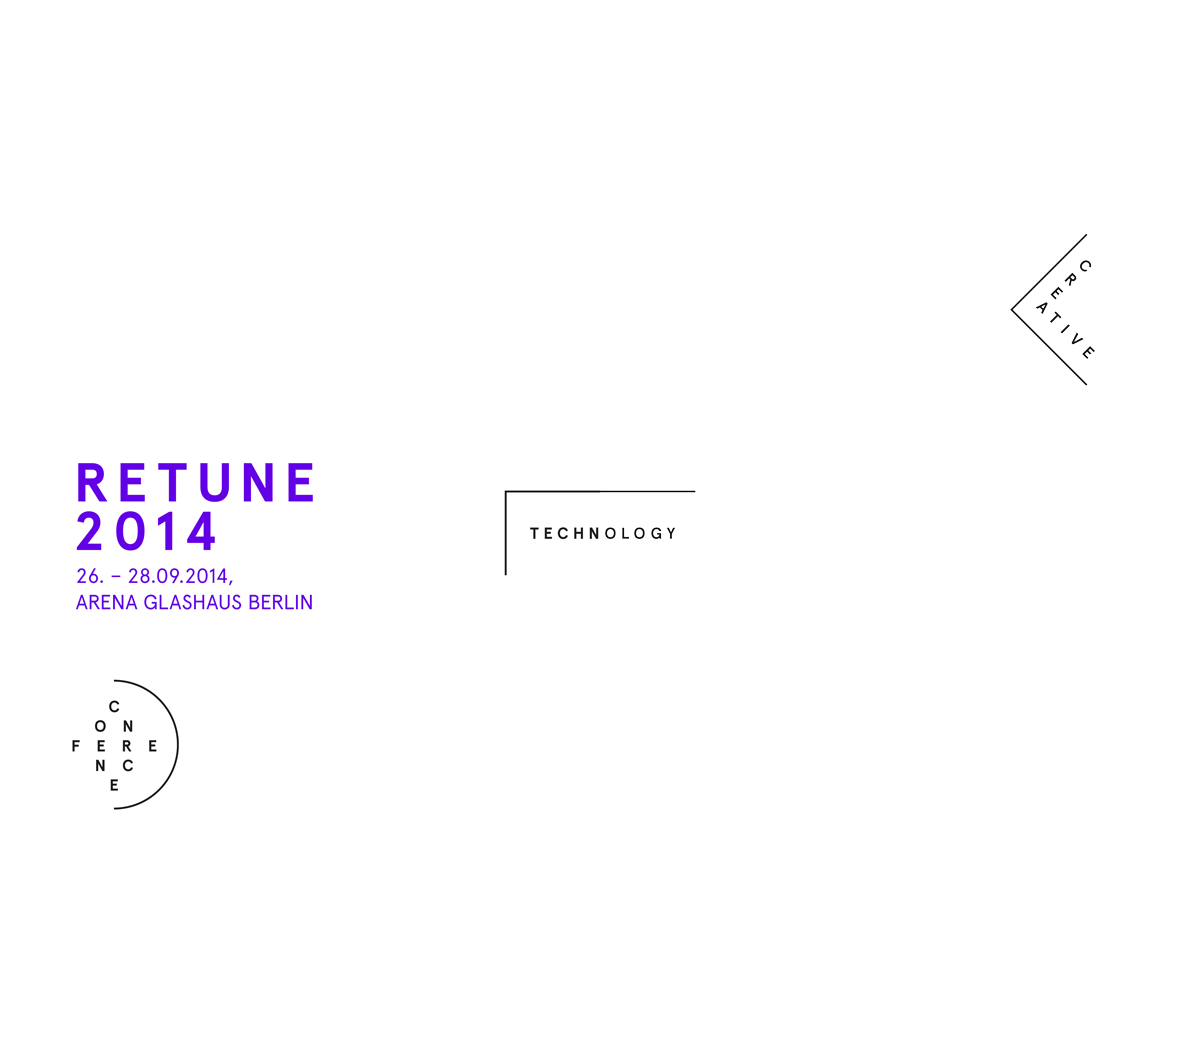 CREATIVE
RETUNE
2014
26. – 28.09.2014,
ARENA GLASHAUS BERLIN
TECHNOLOGY
C
O N
F E R E
N C
E